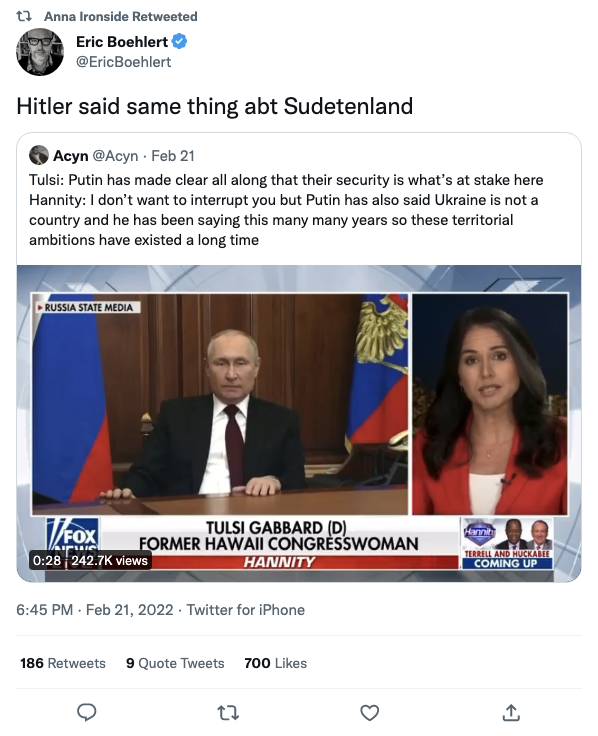 Anna Ironside Retweeted
Eric Boehlert
@EricBoehlert
Hitler said same thing abt Sudetenland
Acyn @Acyn · Feb 21
Tulsi: Putin has made clear all along that their security is what’s at stake here
Hannity: I don’t want to interrupt you but Putin has also said Ukraine is not a
country and he has been saying this many many years so these territorial
ambitions have existed a long time
RUSSIA STATE MEDIA
FOX
NEWS
TULSI GABBARD (D)
FORMER HAWAII CONGRESSWOMAN
HANNITY
Hannity
TERRELL AND HUCKABEE
COMING UP
0:28 242.7K views
6:45 PM · Feb 21, 2022 · Twitter for iPhone
186 Retweets 9 Quote Tweets 700 Likes